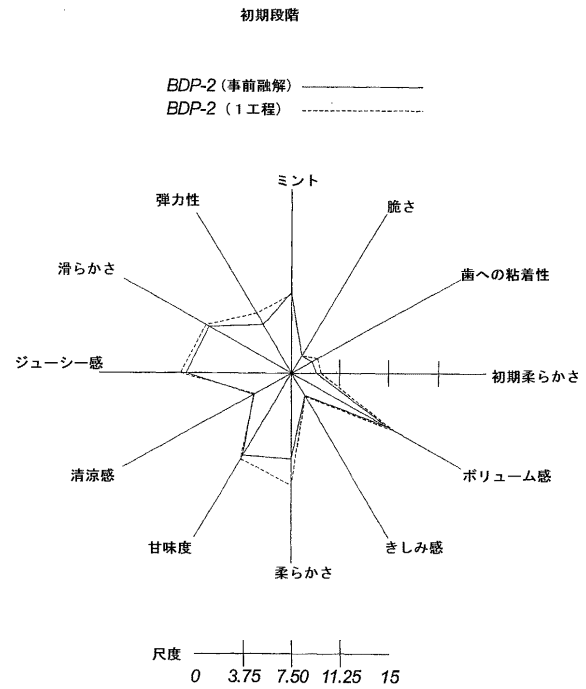 初期段階
BDP-2 (事前融解)
BDP-2 (1工程)
ミント
弾力性
脆さ
滑らかさ
歯への粘着性
ジューシー感
初期柔らかさ
清涼感
ボリューム感
甘味度
きしみ感
柔らかさ
尺度
0 3.75 7.50 11.25 15